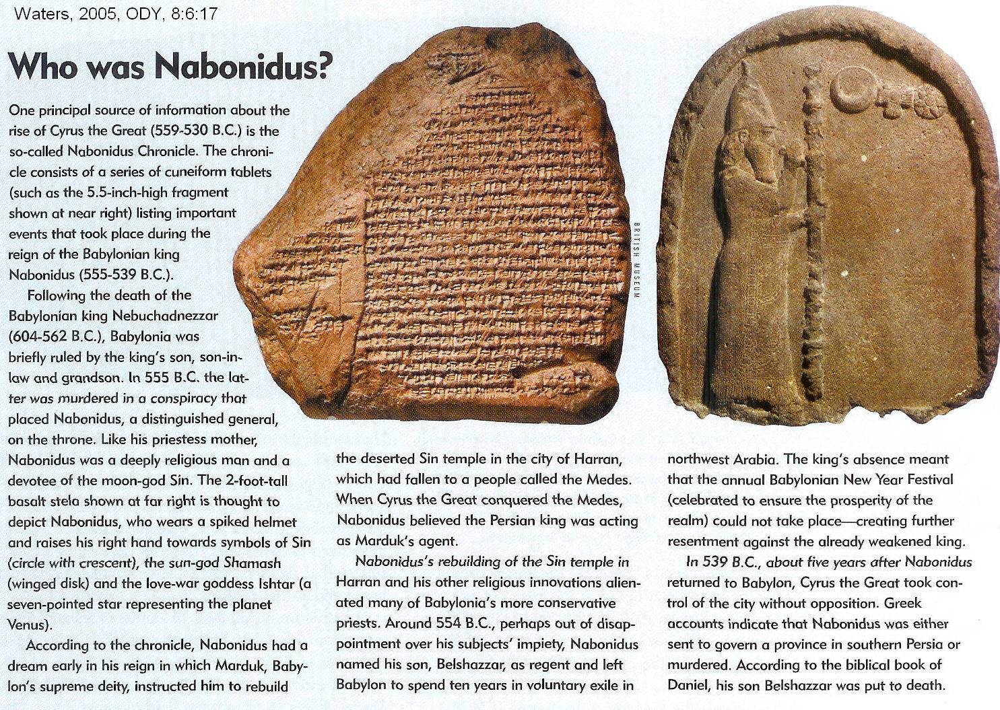 Waters, 2005, ODY, 8:6:17
Who was Nabonidus?
One principal source of information about the
rise of Cyrus the Great (559-530 B.C.) is the
so-called Nabonidus Chronicle. The chroni-
cle consists of a series of cuneiform tablets
(such as the 5.5-inch-high fragment
shown at near right) listing important
events that took place during the
reign of the Babylonian king
Nabonidus (555-539 B.C.).
Following the death of the
Babylonian king Nebuchadnezzar
(604-562 B.C.), Babylonia was
briefly ruled by the king's son, son-in-
law and grandson. In 555 B.C. the lat-
ter was murdered in a conspiracy that
placed Nabonidus, a distinguished general,
on the throne. Like his priestess mother,
Nabonidus was a deeply religious man and a
devotee of the moon-god Sin. The 2-foot-tall
basalt stela shown at far right is thought to
depict Nabonidus, who wears a spiked helmet
and raises his right hand towards symbols of Sin
(circle with crescent), the sun-god Shamash
(winged disk) and the love-war goddess Ishtar (a
seven-pointed star representing the planet
Venus).
According to the chronicle, Nabonidus had a
dream early in his reign in which Marduk, Baby-
lon's supreme deity, instructed him to rebuild
the deserted Sin temple in the city of Harran,
which had fallen to a people called the Medes.
When Cyrus the Great conquered the Medes,
Nabonidus believed the Persian king was acting
as Marduk's agent.
Nabonidus's rebuilding of the Sin temple in
Harran and his other religious innovations alien-
ated many of Babylonia's more conservative
priests. Around 554 B.C., perhaps out of disap-
pointment over his subjects' impiety, Nabonidus
named his son, Belshazzar, as regent and left
Babylon to spend ten years in voluntary exile in
northwest Arabia. The king's absence meant
that the annual Babylonian New Year Festival
(celebrated to ensure the prosperity of the
realm) could not take place—creating further
resentment against the already weakened king.
In 539 B.C., about five years after Nabonidus
returned to Babylon, Cyrus the Great took con-
trol of the city without opposition. Greek
accounts indicate that Nabonidus was either
sent to govern a province in southern Persia or
murdered. According to the biblical book of
Daniel, his son Belshazzar was put to death.
BRITISH MUSEUM